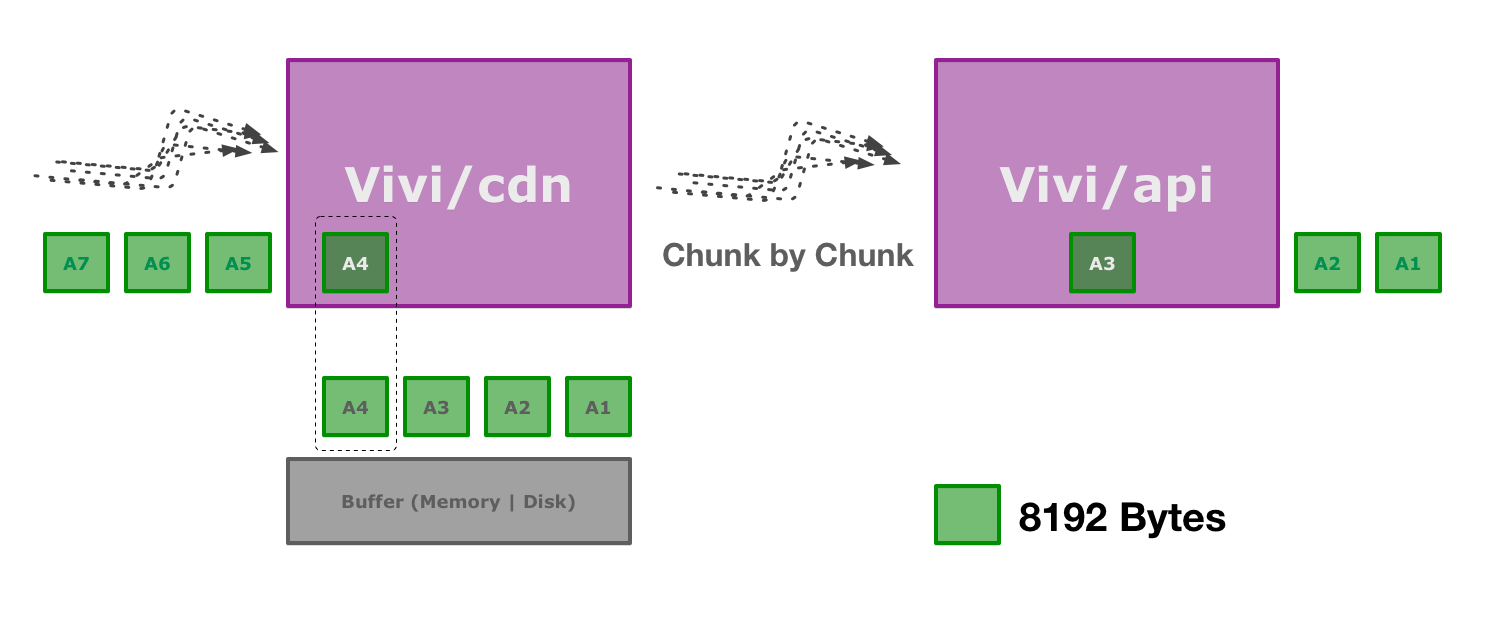 Vivi/cdn
Vivi/api
Chunk by Chunk
A7
A6
A5
A4
A3
A2
A1
A4
A3
A2
A1
Buffer (Memory | Disk)
8192 Bytes